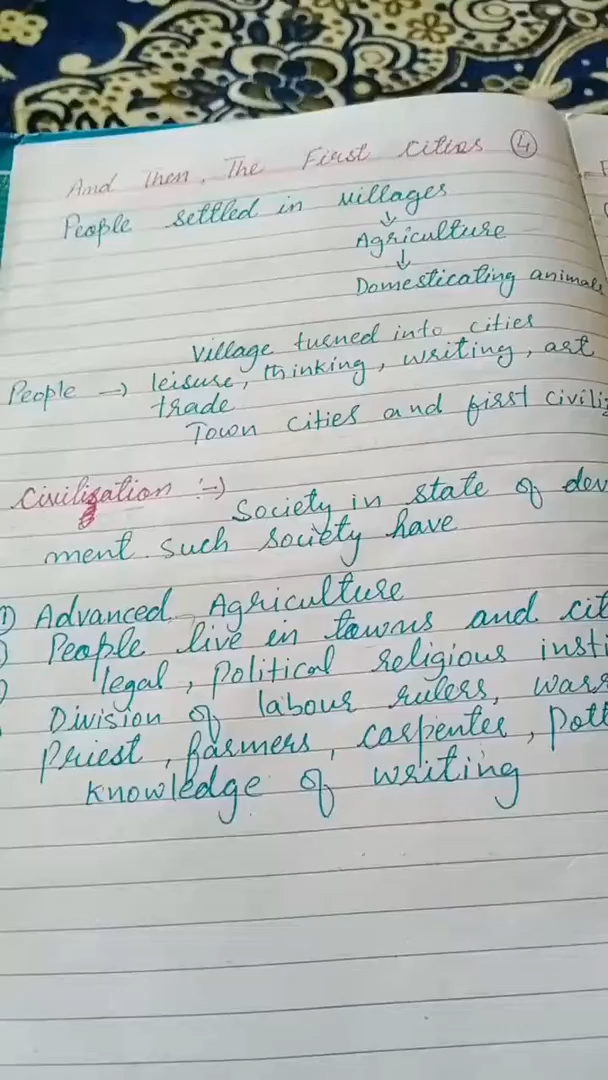 And Then, The First cities 4
People settled in villages
↓
Agriculture
↓
Domesticating animals
Village turned into cities
People → leisure, thinking, writing, art
trade
Town cities and first civiliz
Civilization :→
Society in state of dev
ment such society have
① Advanced Agriculture
People live in towns and cit
legal, political religious insti
Division of labour rulers, warr
Priest, farmers, carpenter, pott
knowledge of writing